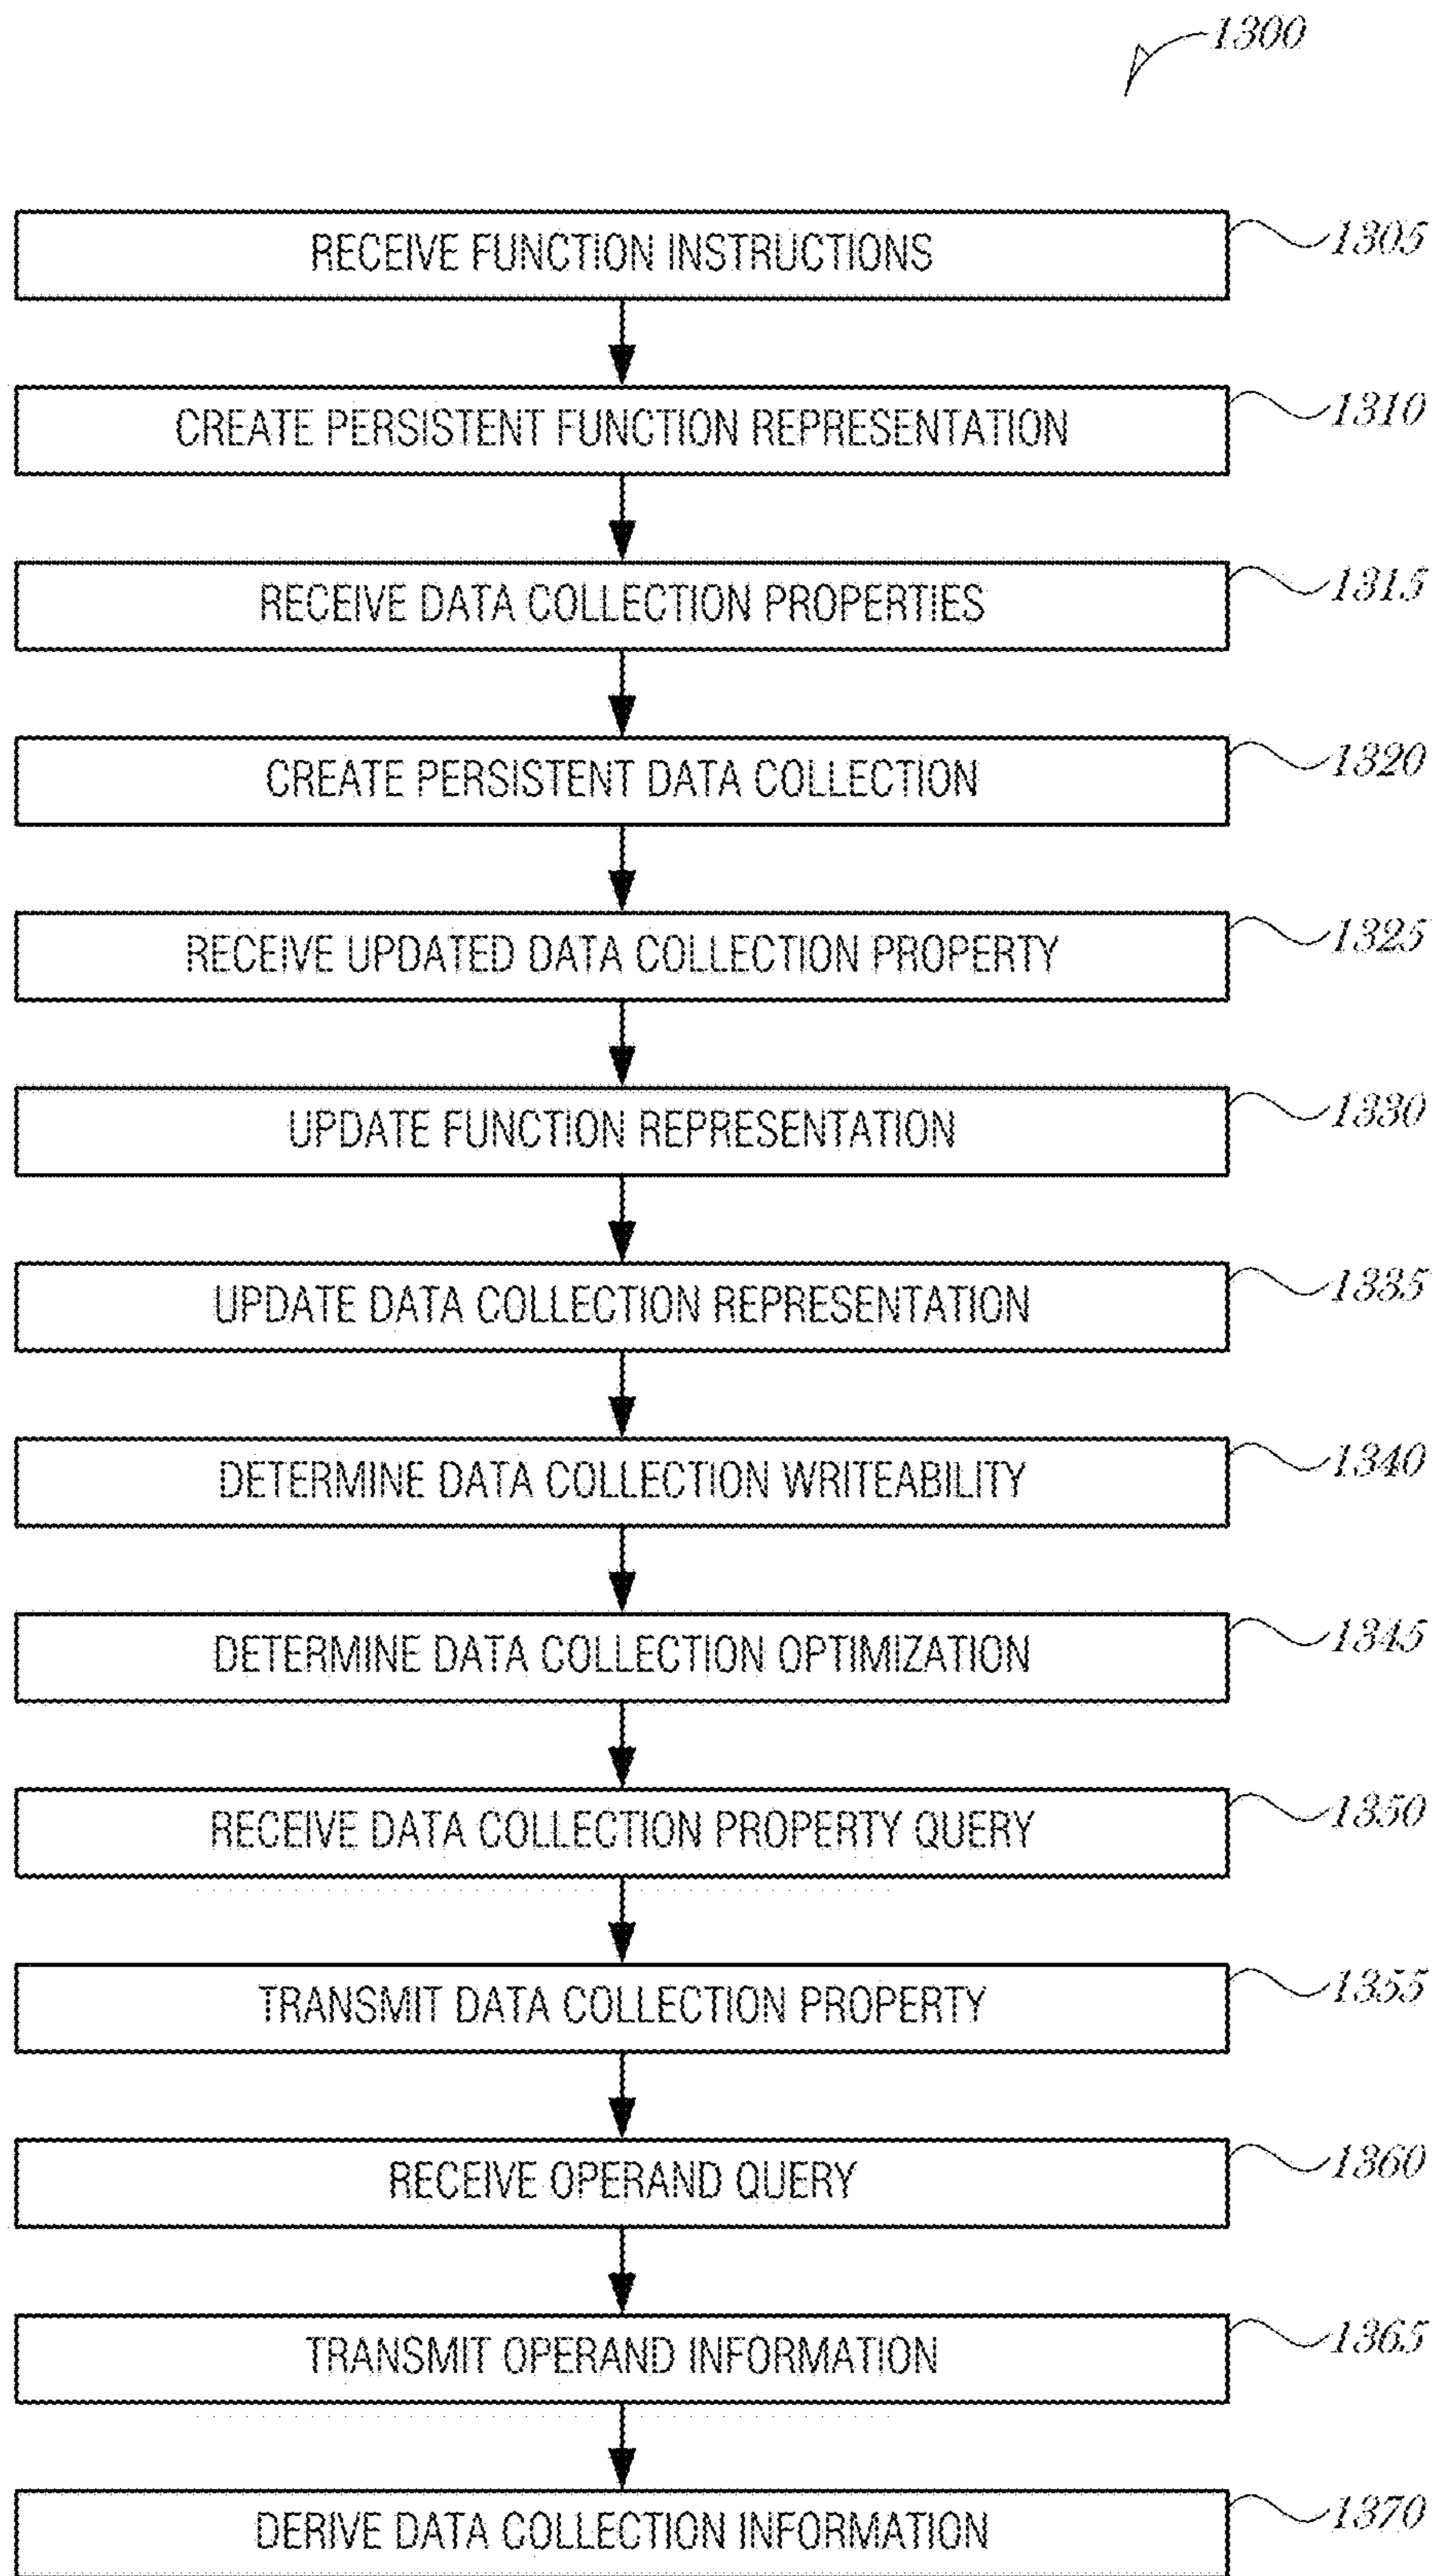 1300
RECEIVE FUNCTION INSTRUCTIONS 1305
CREATE PERSISTENT FUNCTION REPRESENTATION 1310
RECEIVE DATA COLLECTION PROPERTIES 1315
CREATE PERSISTENT DATA COLLECTION 1320
RECEIVE UPDATED DATA COLLECTION PROPERTY 1325
UPDATE FUNCTION REPRESENTATION 1330
UPDATE DATA COLLECTION REPRESENTATION 1335
DETERMINE DATA COLLECTION WRITEABILITY 1340
DETERMINE DATA COLLECTION OPTIMIZATION 1345
RECEIVE DATA COLLECTION PROPERTY QUERY 1350
TRANSMIT DATA COLLECTION PROPERTY 1355
RECEIVE OPERAND QUERY 1360
TRANSMIT OPERAND INFORMATION 1365
DERIVE DATA COLLECTION INFORMATION 1370